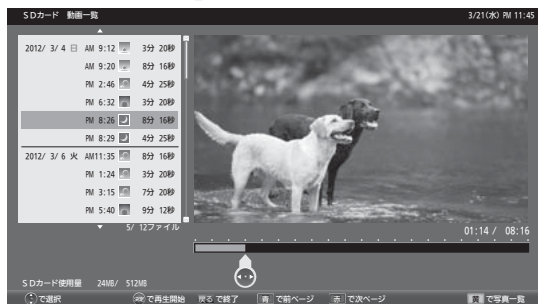 SDカード 動画一覧
3/21(水) PM 11:45
2012/ 3/ 4 日 AM 9:12 3分 20秒
AM 9:20 8分 16秒
PM 2:46 4分 25秒
PM 6:32 3分 20秒
PM 8:26 8分 16秒
PM 8:29 4分 25秒
2012/ 3/ 6 火 AM11:35 8分 16秒
PM 1:24 3分 20秒
PM 3:15 7分 20秒
PM 5:40 9分 12秒
5/ 12ファイル
01:14 / 08:16
SDカード使用量 24MB/ 512MB
で選択 決定 で再生開始 戻る で終了 青 で前ページ 赤 で次ページ 黄 で写真一覧